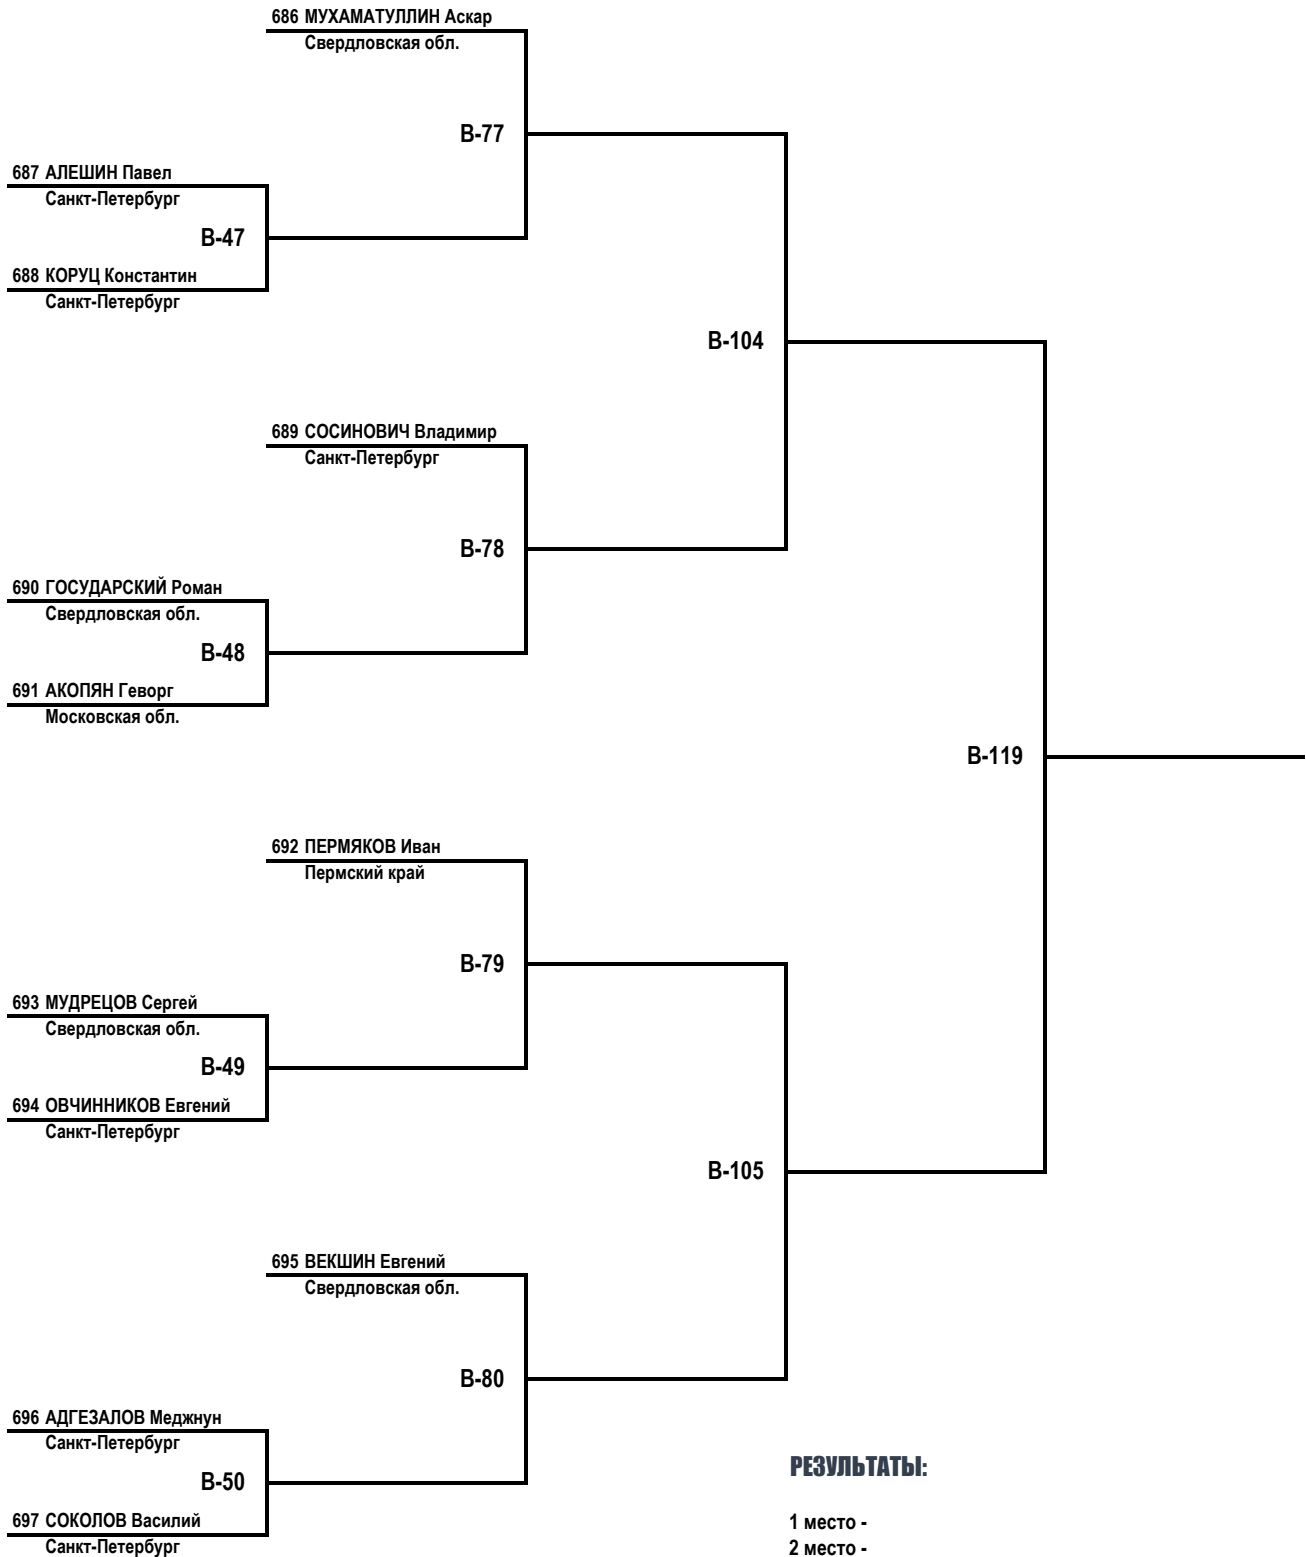 686 МУХАМАТУЛЛИН Аскар
Свердловская обл.
B-77
687 АЛЕШИН Павел
Санкт-Петербург
B-47
688 КОРУЦ Константин
Санкт-Петербург
B-104
689 СОСИНОВИЧ Владимир
Санкт-Петербург
B-78
690 ГОСУДАРСКИЙ Роман
Свердловская обл.
B-48
691 АКОПЯН Геворг
Московская обл.
B-119
692 ПЕРМЯКОВ Иван
Пермский край
B-79
693 МУДРЕЦОВ Сергей
Свердловская обл.
B-49
694 ОВЧИННИКОВ Евгений
Санкт-Петербург
B-105
695 ВЕКШИН Евгений
Свердловская обл.
B-80
696 АДГЕЗАЛОВ Меджнун
Санкт-Петербург
B-50
697 СОКОЛОВ Василий
Санкт-Петербург
РЕЗУЛЬТАТЫ:
1 место -
2 место -